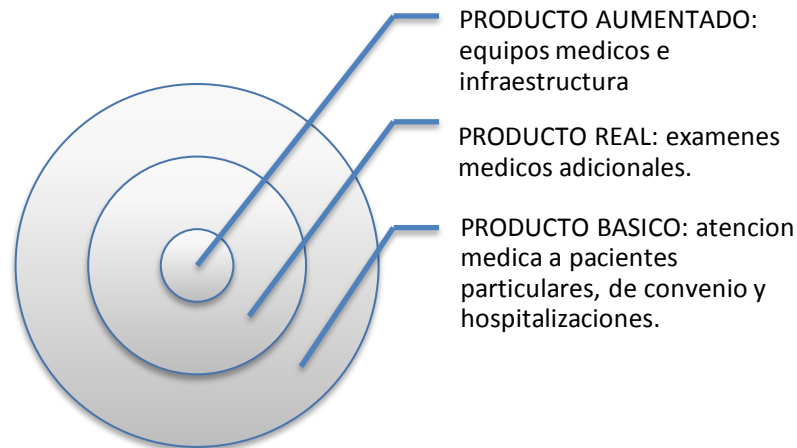 PRODUCTO AUMENTADO:
equipos medicos e
infraestructura
PRODUCTO REAL: examenes
medicos adicionales.
PRODUCTO BASICO: atencion
medica a pacientes
particulares, de convenio y
hospitalizaciones.